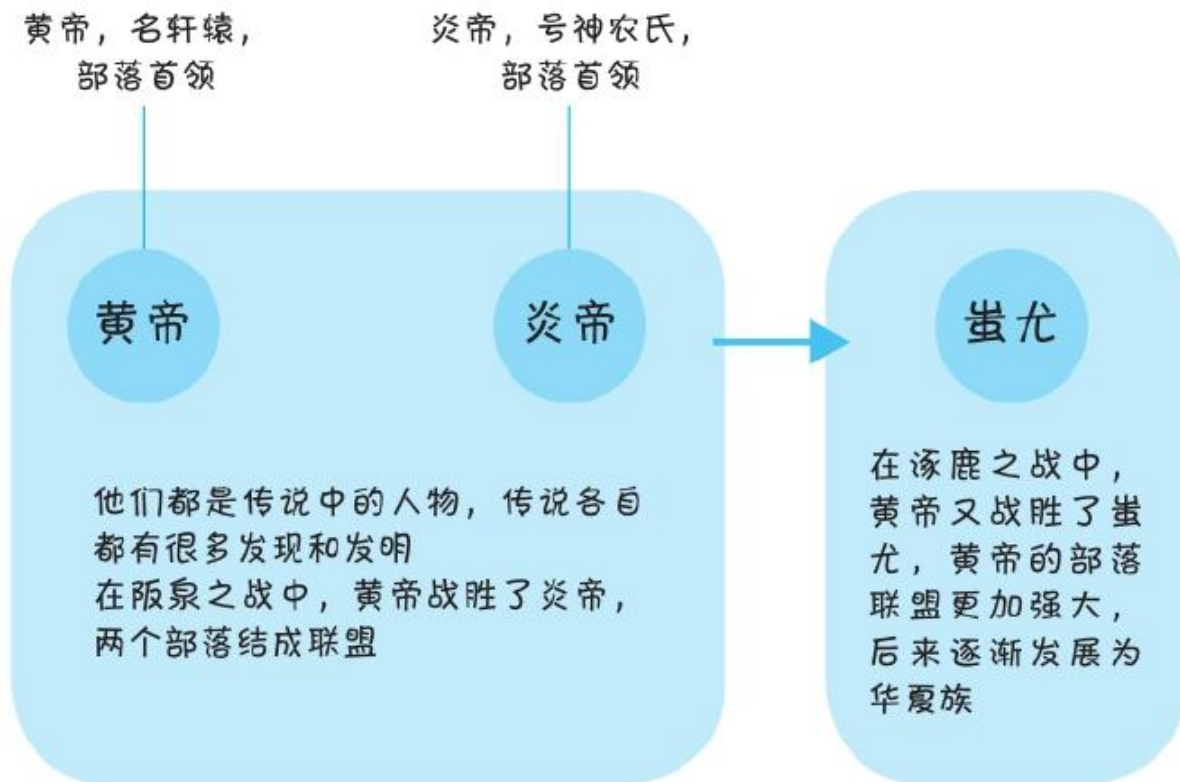 黄帝，名轩辕，
部落首领
炎帝，号神农氏，
部落首领
黄帝
炎帝
他们都是传说中的人物，传说各自
都有很多发现和发明
在阪泉之战中，黄帝战胜了炎帝，
两个部落结成联盟
蚩尤
在涿鹿之战中，
黄帝又战胜了蚩
尤，黄帝的部落
联盟更加强大，
后来逐渐发展为
华夏族